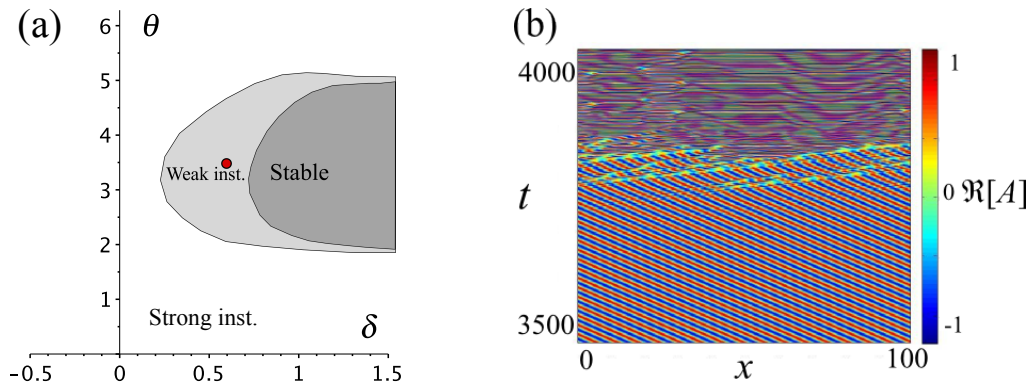 (a)
θ
6
5
4
3
2
1
Weak inst.
Stable
Strong inst.
δ
-0.5
0
0.5
1
1.5
(b)
4000
t
3500
0
x
100
1
0
ℜ[A]
-1